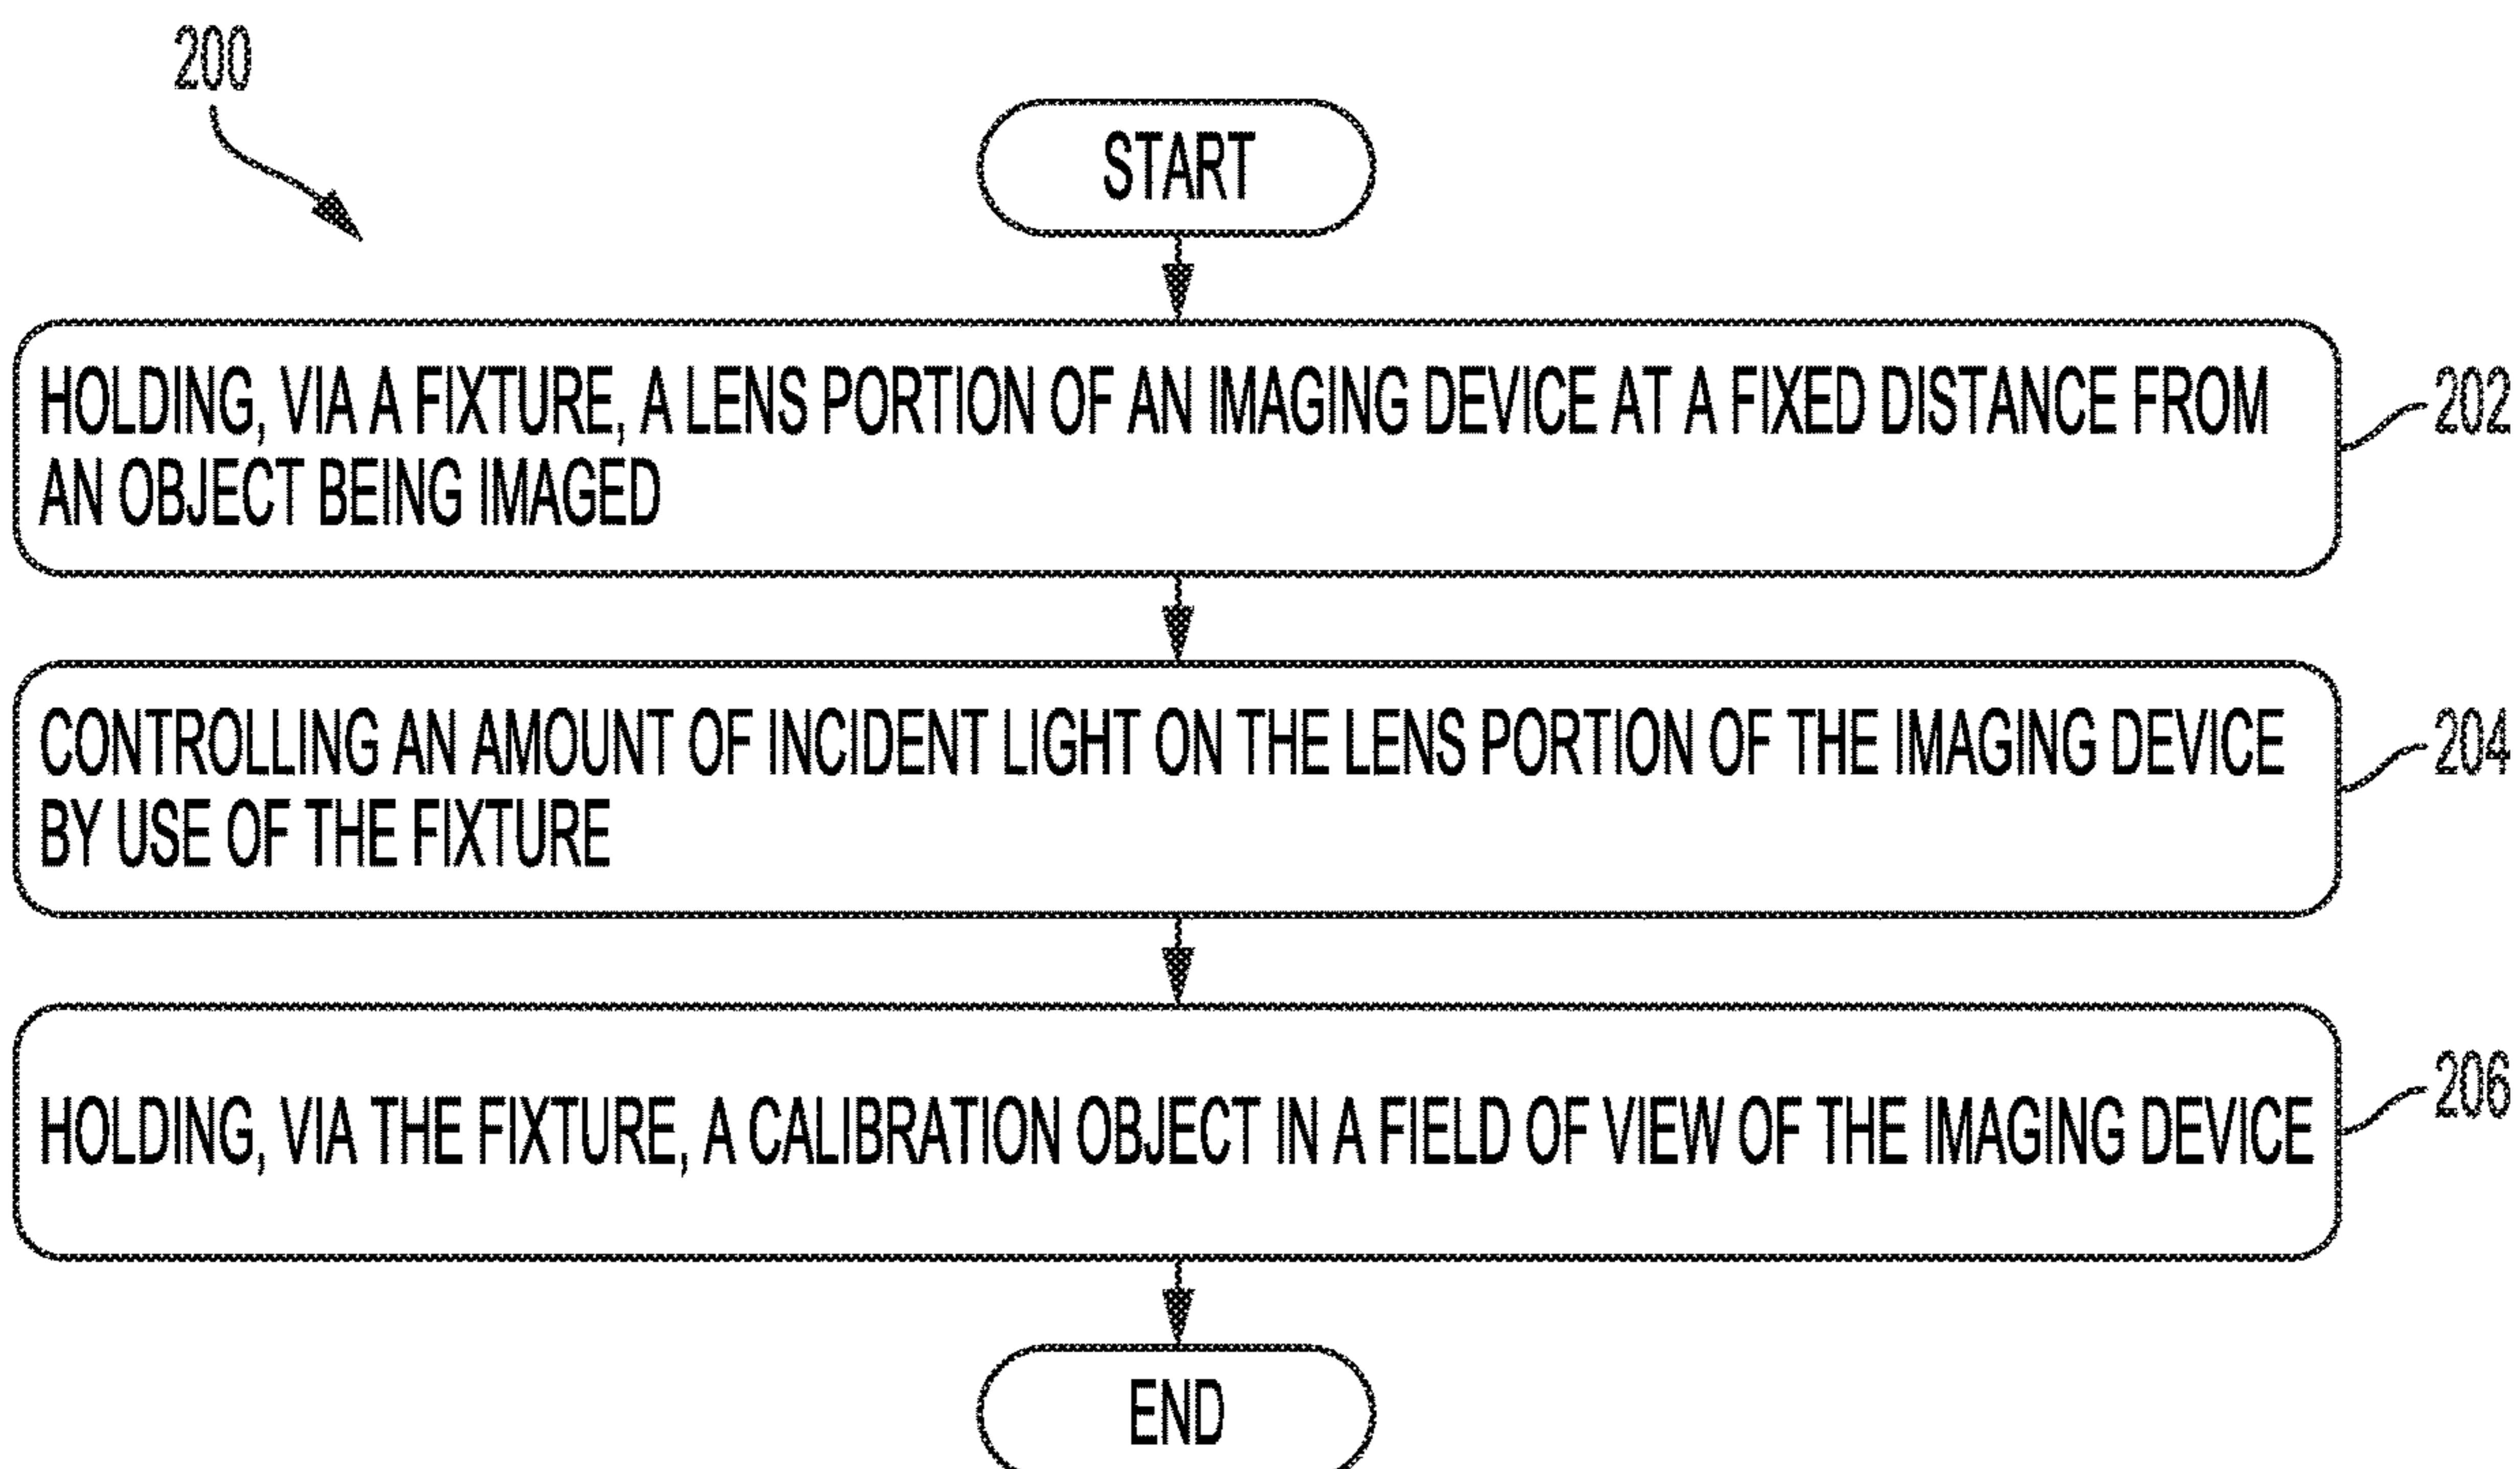 200
START
HOLDING, VIA A FIXTURE, A LENS PORTION OF AN IMAGING DEVICE AT A FIXED DISTANCE FROM
AN OBJECT BEING IMAGED
202
CONTROLLING AN AMOUNT OF INCIDENT LIGHT ON THE LENS PORTION OF THE IMAGING DEVICE
BY USE OF THE FIXTURE
204
HOLDING, VIA THE FIXTURE, A CALIBRATION OBJECT IN A FIELD OF VIEW OF THE IMAGING DEVICE
206
END